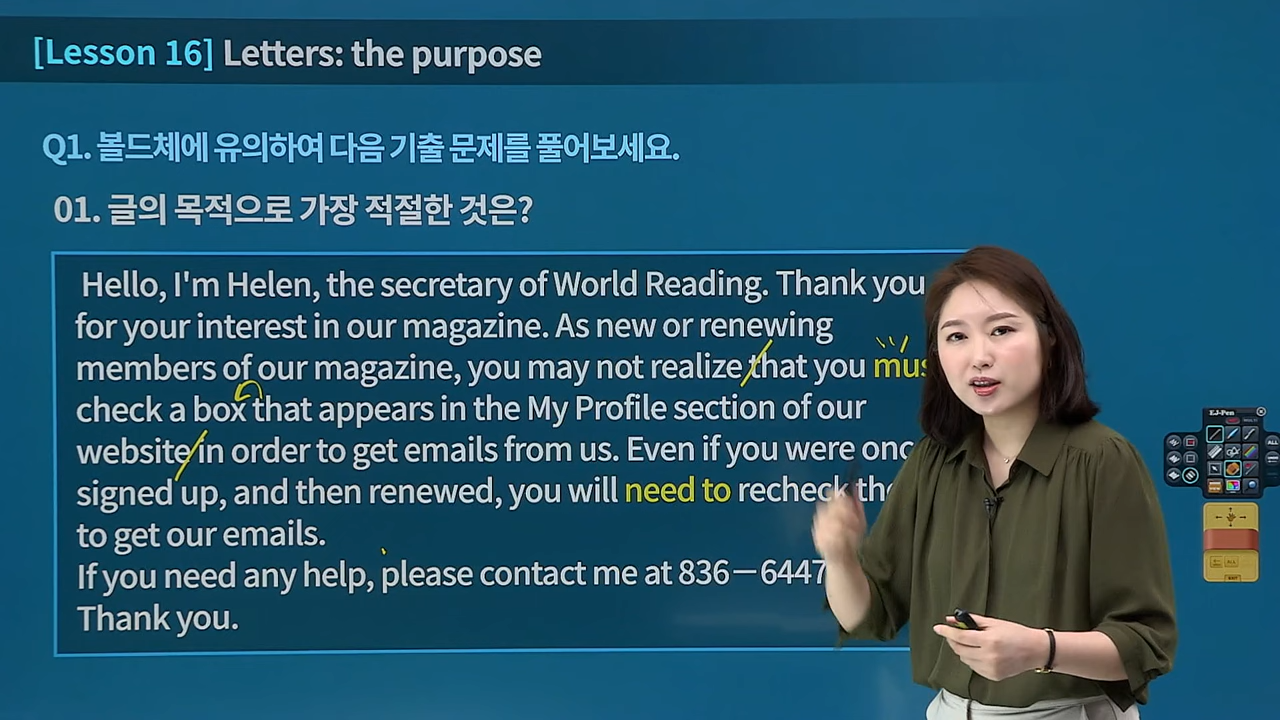 [Lesson 16] Letters: the purpose
Q1. 볼드체에 유의하여 다음 기출 문제를 풀어보세요.
01. 글의 목적으로 가장 적절한 것은?
Hello, I'm Helen, the secretary of World Reading. Thank you
for your interest in our magazine. As new or renewing
members of our magazine, you may not realize that you
check a box that appears in the My Profile section of our
website in order to get emails from us. Even if you were
signed up, and then renewed, you will need to recheck
to get our emails.
If you need any help, please contact me at 836－6447
Thank you.
EJ-Pen
ALL